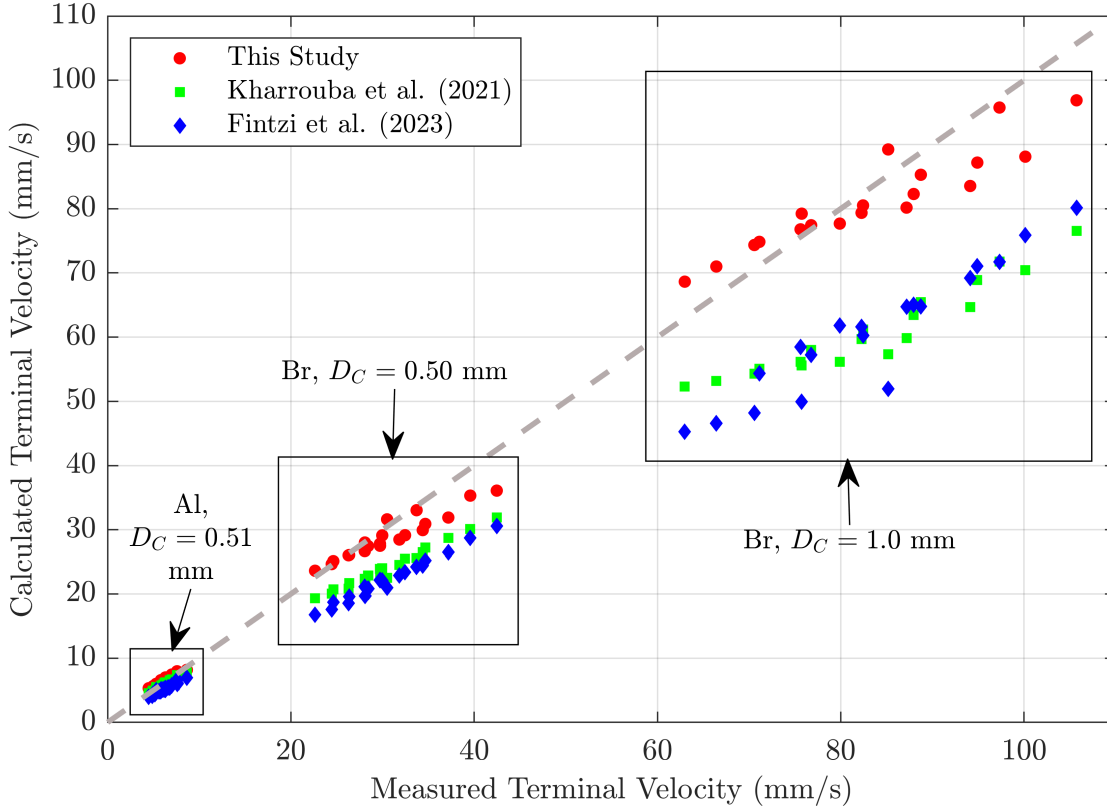 110
100
90
80
70
60
50
40
30
20
10
0
Calculated Terminal Velocity (mm/s)
This Study
Kharrouba et al. (2021)
Fintzi et al. (2023)
Br, D_C = 0.50 mm
Al,
D_C = 0.51
mm
Br, D_C = 1.0 mm
0 20 40 60 80 100
Measured Terminal Velocity (mm/s)